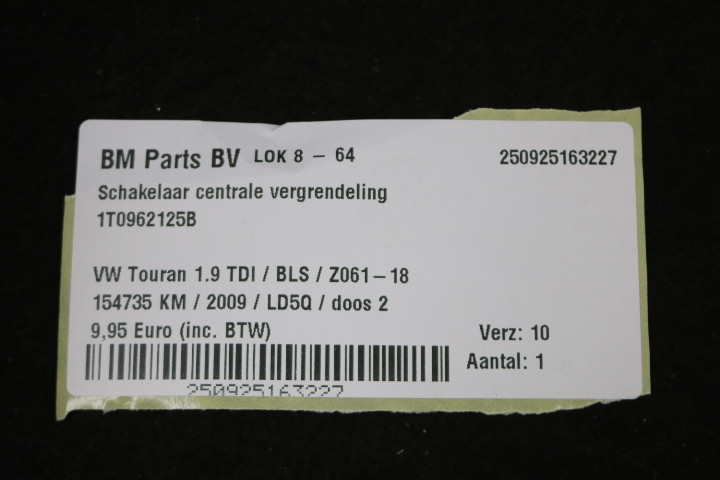 BM Parts BV LOK 8 - 64 250925163227
Schakelaar centrale vergrendeling
1T0962125B
VW Touran 1.9 TDI / BLS / Z061-18
154735 KM / 2009 / LD5Q / doos 2
9,95 Euro (inc. BTW) Verz: 10
Aantal: 1
250925163227